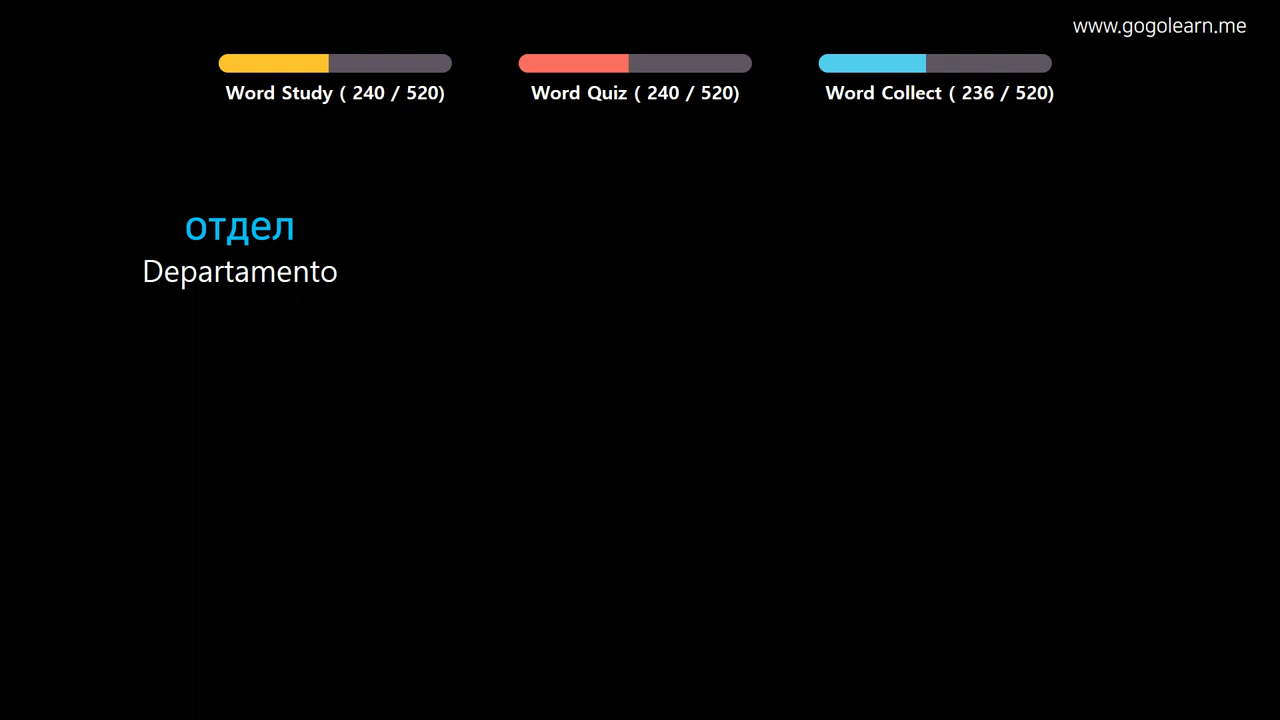 www.gogolearn.me
Word Study ( 240 / 520)
Word Quiz ( 240 / 520)
Word Collect ( 236 / 520)
отдел
Departamento